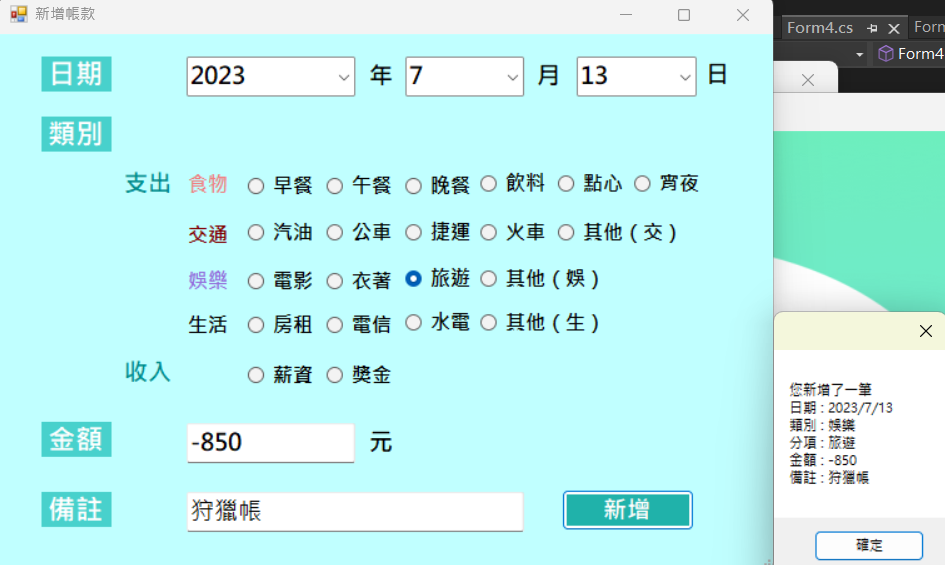 新增帳款
Form4.cs
Form
Form4
日期 2023 年 7 月 13 日
類別
支出 食物 早餐 午餐 晚餐 飲料 點心 宵夜
交通 汽油 公車 捷運 火車 其他 ( 交 )
娛樂 電影 衣著 旅遊 其他 ( 娛 )
生活 房租 電信 水電 其他 ( 生 )
收入 薪資 獎金
金額 -850 元
備註 狩獵帳 新增
您新增了一筆
日期 : 2023/7/13
類別 : 娛樂
分項 : 旅遊
金額 : -850
備註 : 狩獵帳
確定